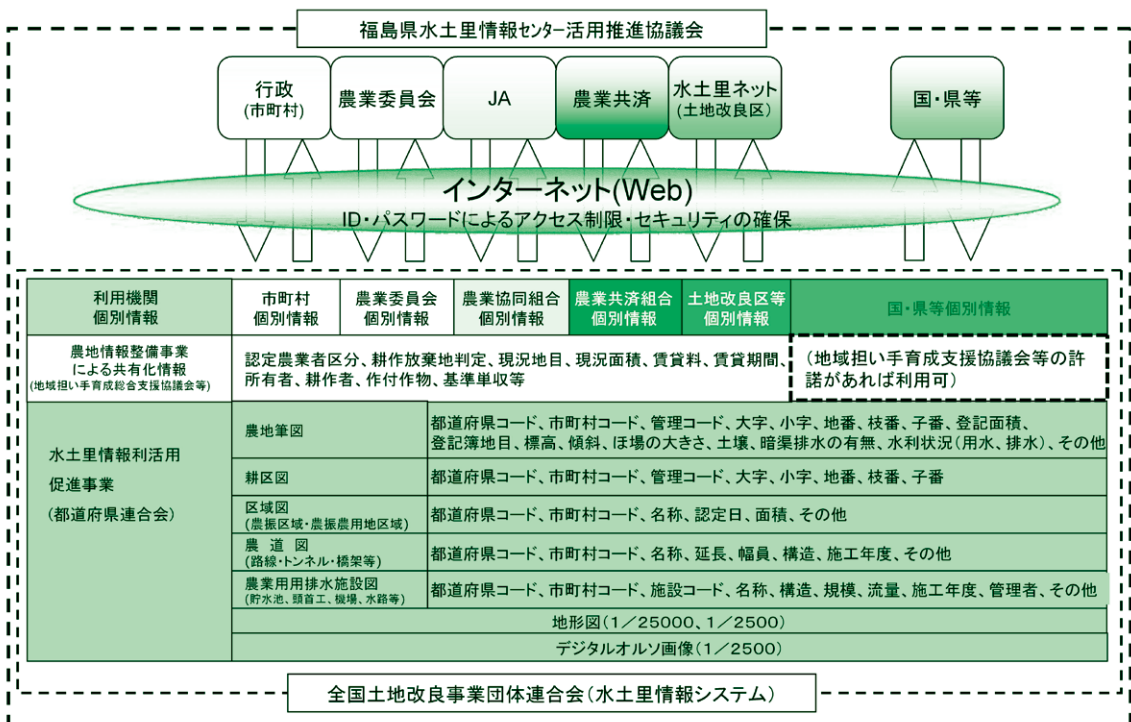 福島県水土里情報センター活用推進協議会
行政
(市町村)
農業委員会
JA
農業共済
水土里ネット
(土地改良区)
国・県等
インターネット(Web)
ID・パスワードによるアクセス制限・セキュリティの確保
利用機関
個別情報
市町村
個別情報
農業委員会
個別情報
農業協同組合
個別情報
農業共済組合
個別情報
土地改良区等
個別情報
国・県等個別情報
農地情報整備事業
による共有化情報
(地域担い手育成総合支援協議会等)
認定農業者区分、耕作放棄地判定、現況地目、現況面積、賃貸料、賃貸期間、
所有者、耕作者、作付作物、基準単収等
(地域担い手育成支援協議会等の許
諾があれば利用可)
水土里情報利活用
促進事業
(都道府県連合会)
農地筆図
都道府県コード、市町村コード、管理コード、大字、小字、地番、枝番、子番、登記面積、
登記簿地目、標高、傾斜、ほ場の大きさ、土壌、暗渠排水の有無、水利状況(用水、排水)、その他
耕区図
都道府県コード、市町村コード、管理コード、大字、小字、地番、枝番、子番
区域図
(農振区域・農振農用地区域)
都道府県コード、市町村コード、名称、認定日、面積、その他
農 道 図
(路線・トンネル・橋架等)
都道府県コード、市町村コード、名称、延長、幅員、構造、施工年度、その他
農業用用排水施設図
(貯水池、頭首工、機場、水路等)
都道府県コード、市町村コード、施設コード、名称、構造、規模、流量、施工年度、管理者、その他
地形図(1/25000、1/2500)
デジタルオルソ画像(1/2500)
全国土地改良事業団体連合会(水土里情報システム)